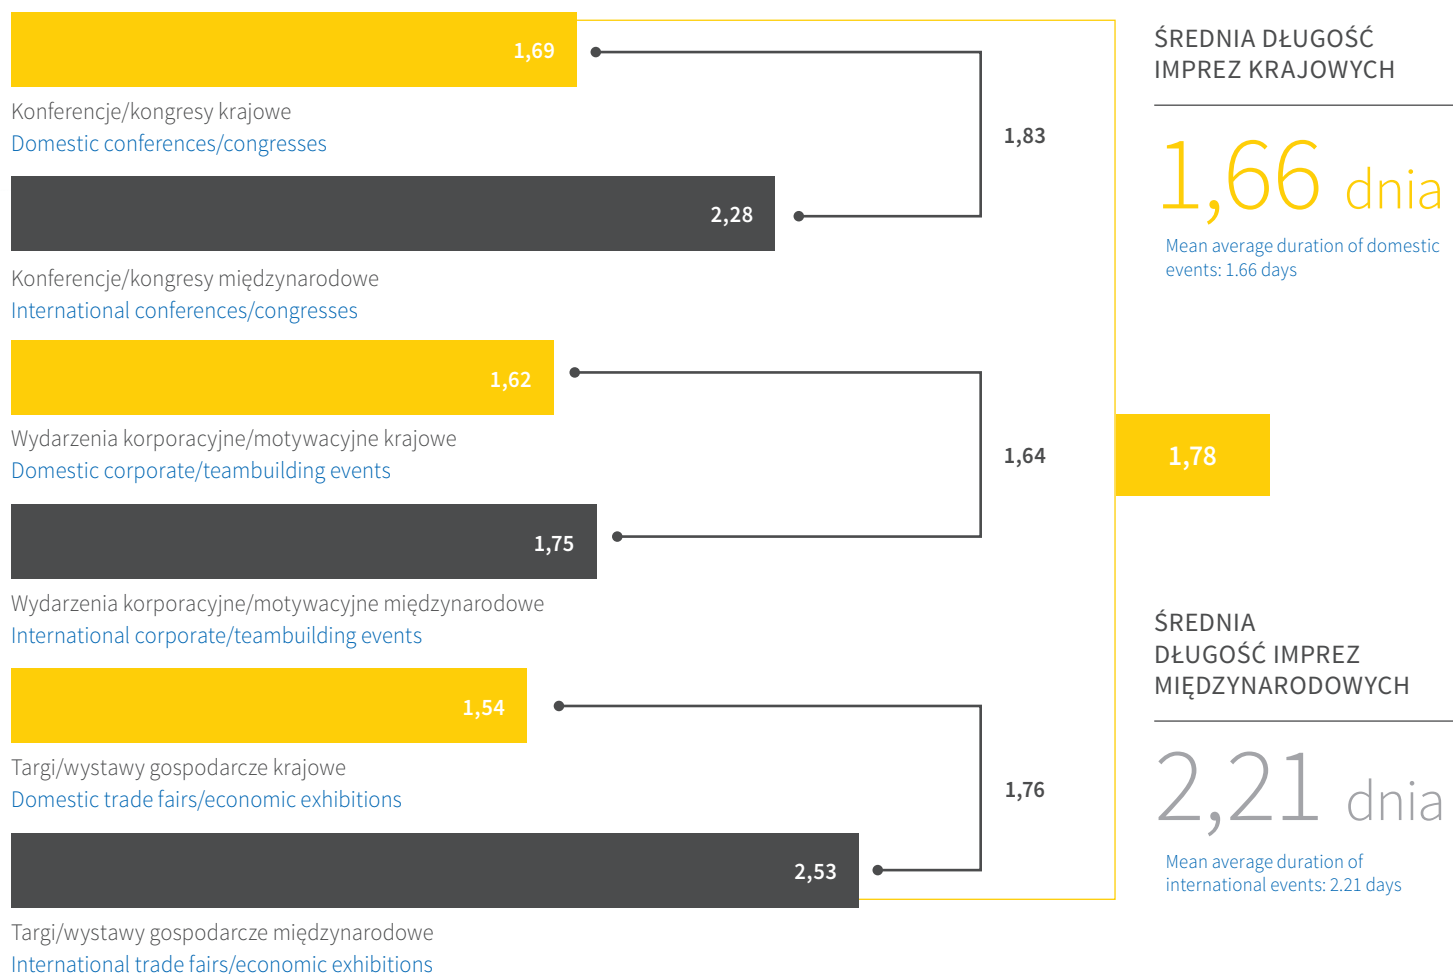 1,69
Konferencje/kongresy krajowe
Domestic conferences/congresses
2,28
Konferencje/kongresy międzynarodowe
International conferences/congresses
1,83
1,62
Wydarzenia korporacyjne/motywacyjne krajowe
Domestic corporate/teambuilding events
1,75
Wydarzenia korporacyjne/motywacyjne międzynarodowe
International corporate/teambuilding events
1,64
1,54
Targi/wystawy gospodarcze krajowe
Domestic trade fairs/economic exhibitions
2,53
Targi/wystawy gospodarcze międzynarodowe
International trade fairs/economic exhibitions
1,76
1,78
ŚREDNIA DŁUGOŚĆ
IMPREZ KRAJOWYCH
1,66 dnia
Mean average duration of domestic
events: 1.66 days
ŚREDNIA
DŁUGOŚĆ IMPREZ
MIĘDZYNARODOWYCH
2,21 dnia
Mean average duration of
international events: 2.21 days